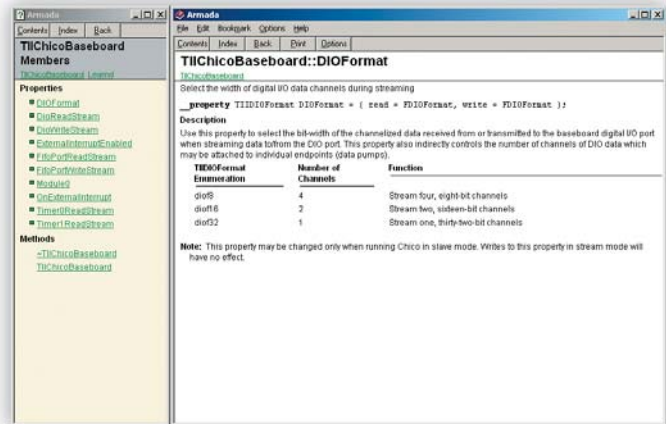 Armada
Contents Index Back
TIIChicoBaseboard
Members
TIIChicoBaseboard Legend
Properties
DIOFormat
DioReadStream
DioWriteStream
ExternalInterruptEnabled
FifoPortReadStream
FifoPortWriteStream
Module0
OnExternalInterrupt
Timer0ReadStream
Timer1ReadStream
Methods
~TIIChicoBaseboard
TIIChicoBaseboard
Armada
File Edit Bookmark Options Help
Contents Index Back Print Options
TIIChicoBaseboard::DIOFormat
TIIChicoBaseboard
Select the width of digital I/O data channels during streaming
__property TIIDIOFormat DIOFormat = { read = FDIOFormat, write = FDIOFormat };
Description
Use this property to select the bit-width of the channelized data received from or transmitted to the baseboard digital I/O port
when streaming data to/from the DIO port. This property also indirectly controls the number of channels of DIO data which
may be attached to individual endpoints (data pumps).
TIIDIOFormat Number of Function
Enumeration Channels
diof8 4 Stream four, eight-bit channels
diof16 2 Stream two, sixteen-bit channels
diof32 1 Stream one, thirty-two-bit channels
Note: This property may be changed only when running Chico in slave mode. Writes to this property in stream mode will
have no effect.